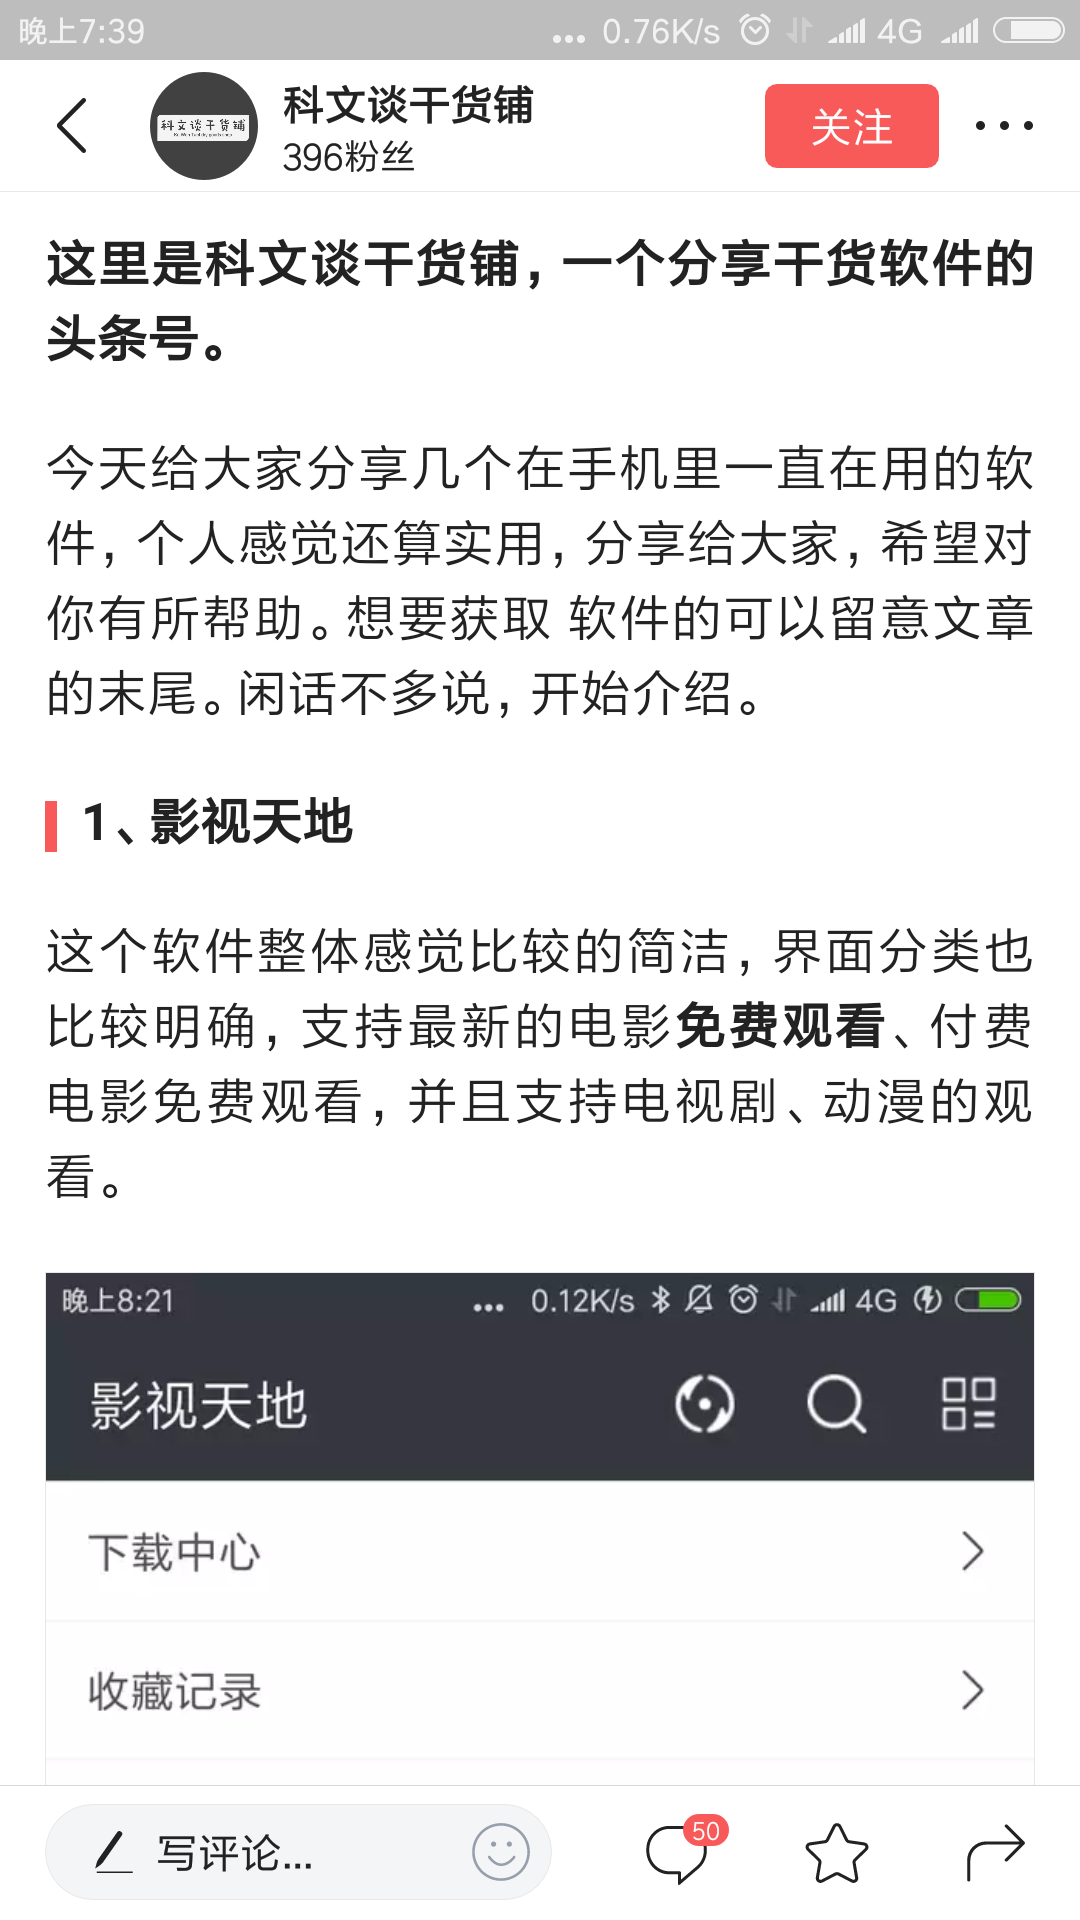 晚上7:39
... 0.76K/s 4G
科文谈干货铺
科文谈干货铺
396粉丝
关注
这里是科文谈干货铺，一个分享干货软件的
头条号。
今天给大家分享几个在手机里一直在用的软
件，个人感觉还算实用，分享给大家，希望对
你有所帮助。想要获取 软件的可以留意文章
的末尾。闲话不多说，开始介绍。
1、影视天地
这个软件整体感觉比较的简洁，界面分类也
比较明确，支持最新的电影免费观看、付费
电影免费观看，并且支持电视剧、动漫的观
看。
晚上8:21
... 0.12K/s 4G
影视天地
下载中心
收藏记录
写评论...
50